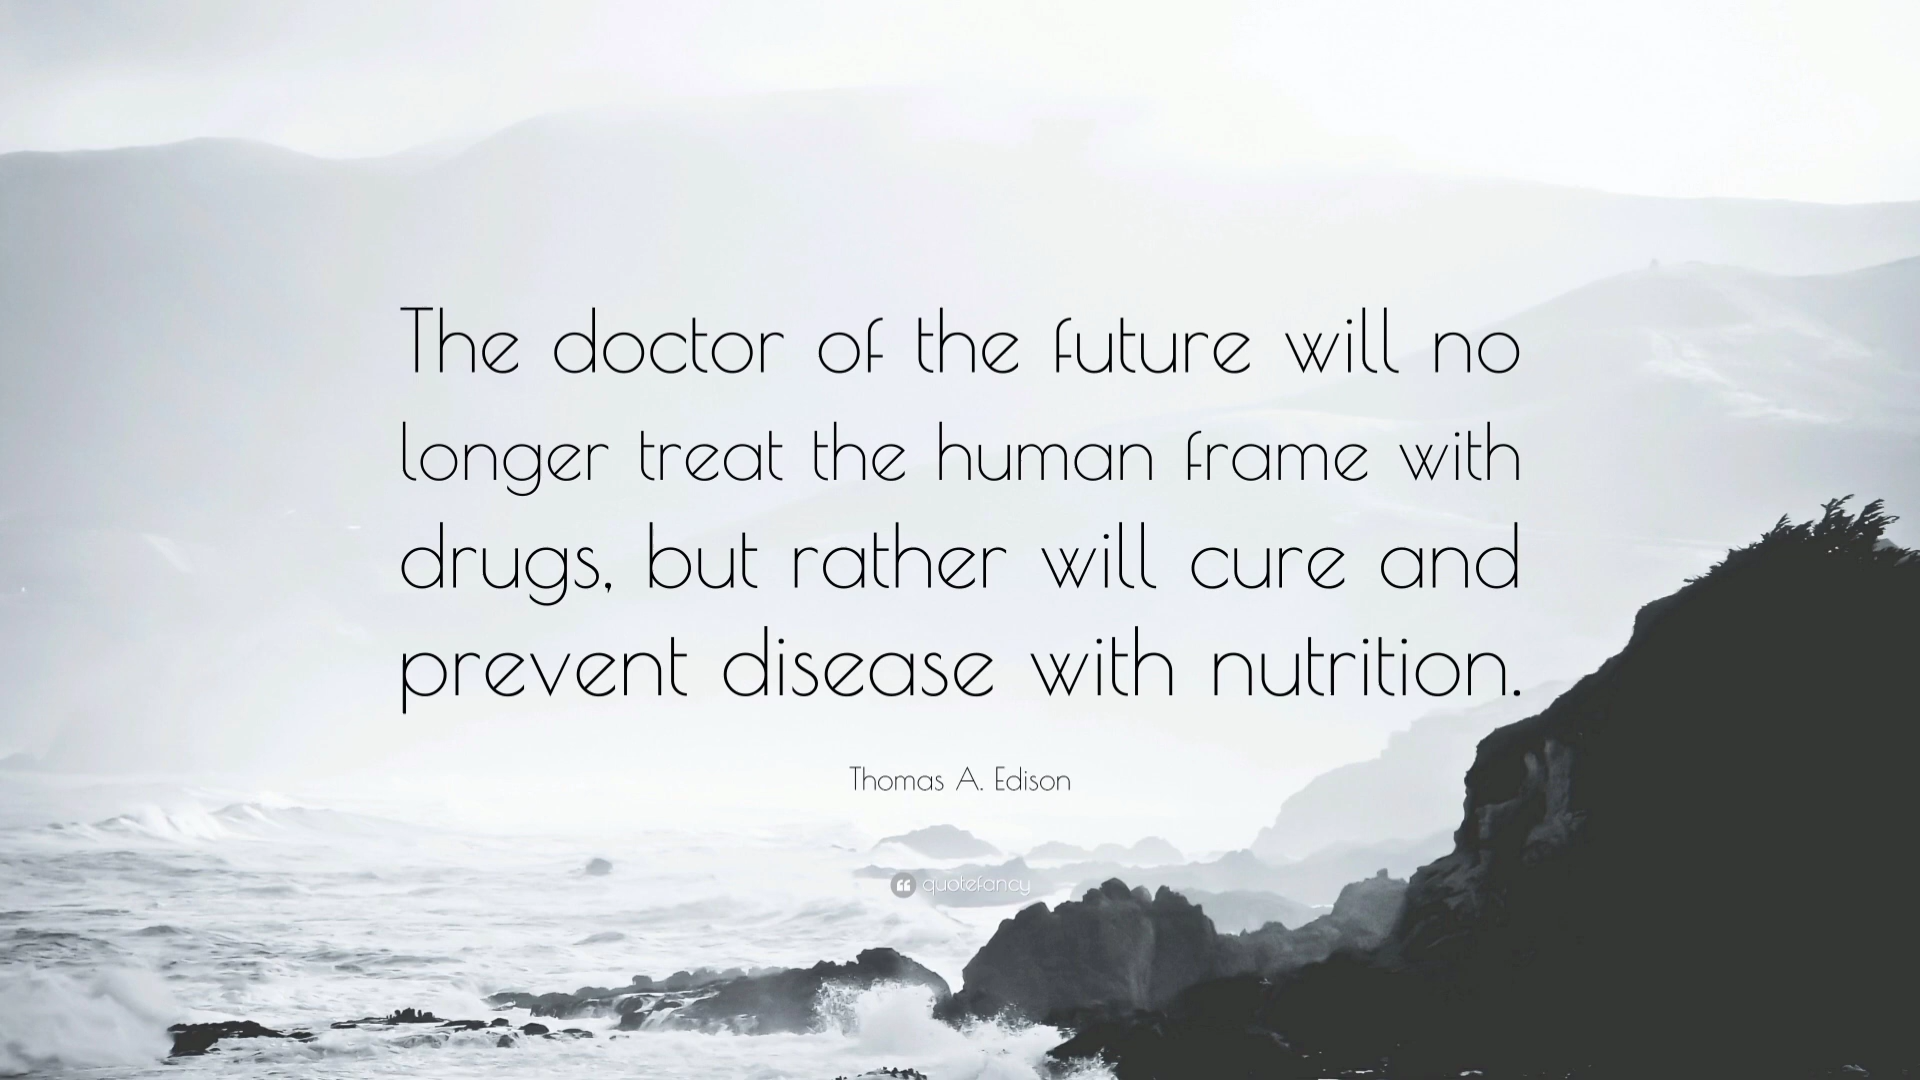 The doctor of the future will no
longer treat the human frame with
drugs, but rather will cure and
prevent disease with nutrition.
Thomas A. Edison
“ quotefancy